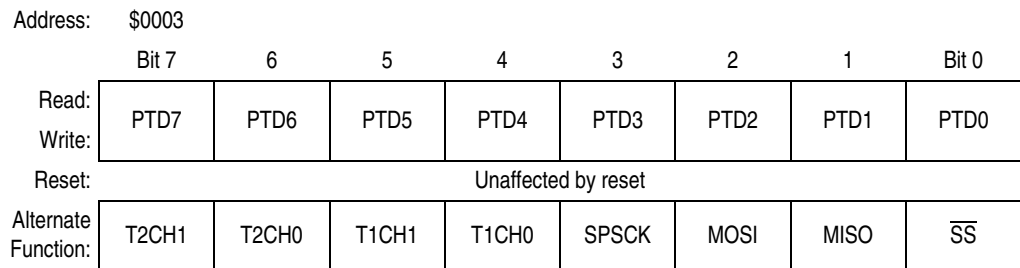 Address: $0003
Bit 7 6 5 4 3 2 1 Bit 0
Read:
PTD7 PTD6 PTD5 PTD4 PTD3 PTD2 PTD1 PTD0
Write:
Reset: Unaffected by reset
Alternate
Function: T2CH1 T2CH0 T1CH1 T1CH0 SPSCK MOSI MISO S̅S̅